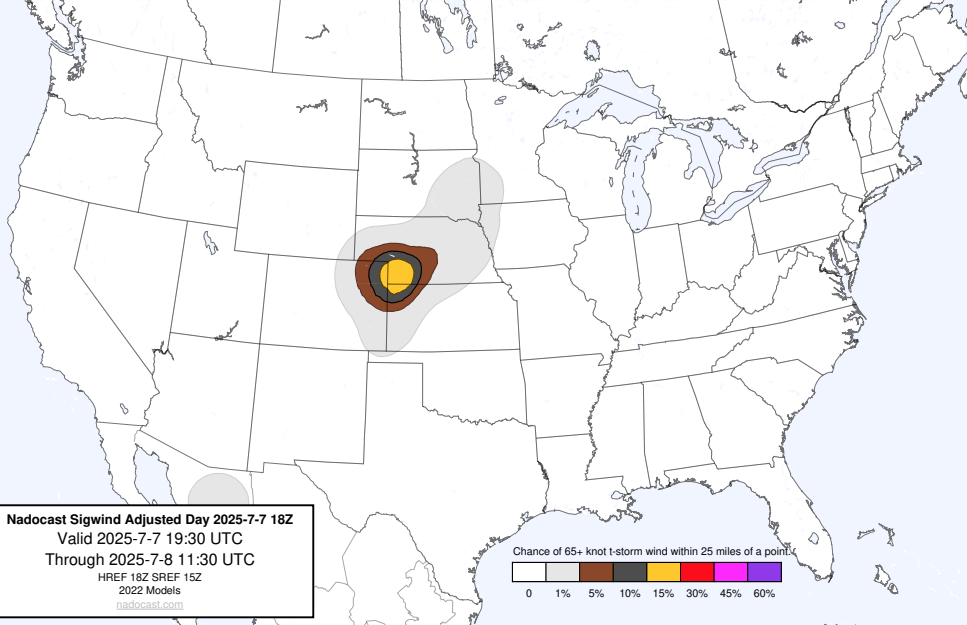 Nadocast Sigwind Adjusted Day 2025-7-7 18Z
Valid 2025-7-7 19:30 UTC
Through 2025-7-8 11:30 UTC
HREF 18Z SREF 15Z
2022 Models
nadocast.com
Chance of 65+ knot t-storm wind within 25 miles of a point.
0 1% 5% 10% 15% 30% 45% 60%